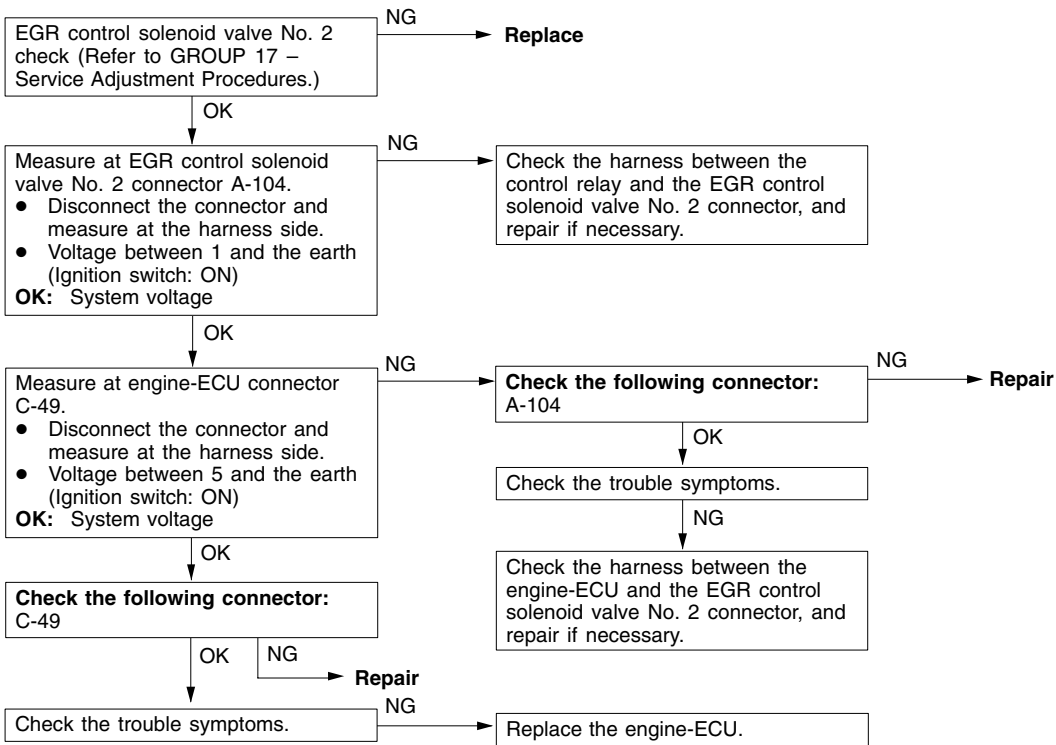 EGR control solenoid valve No. 2
check (Refer to GROUP 17 –
Service Adjustment Procedures.)
NG
Replace
OK
Measure at EGR control solenoid
valve No. 2 connector A-104.
● Disconnect the connector and
measure at the harness side.
● Voltage between 1 and the earth
(Ignition switch: ON)
OK: System voltage
NG
Check the harness between the
control relay and the EGR control
solenoid valve No. 2 connector, and
repair if necessary.
OK
Measure at engine-ECU connector
C-49.
● Disconnect the connector and
measure at the harness side.
● Voltage between 5 and the earth
(Ignition switch: ON)
OK: System voltage
NG
Check the following connector:
A-104
NG
Repair
OK
Check the trouble symptoms.
NG
Check the harness between the
engine-ECU and the EGR control
solenoid valve No. 2 connector, and
repair if necessary.
OK
Check the following connector:
C-49
OK
NG
Repair
Check the trouble symptoms.
NG
Replace the engine-ECU.